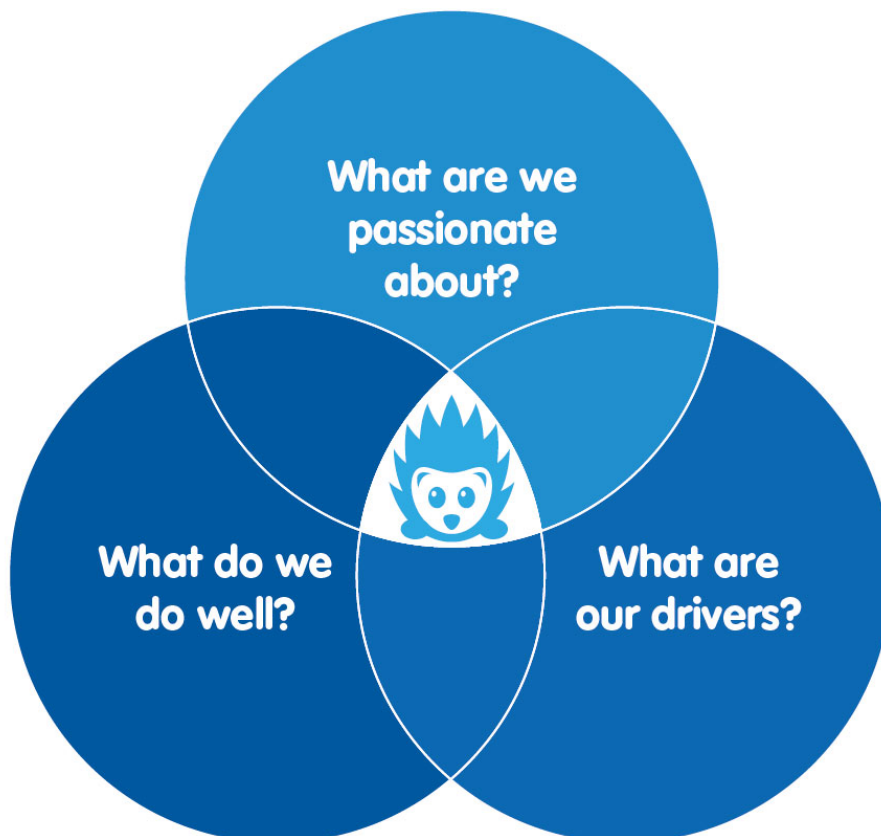 What are we
passionate
about?
What do we
do well?
What are
our drivers?